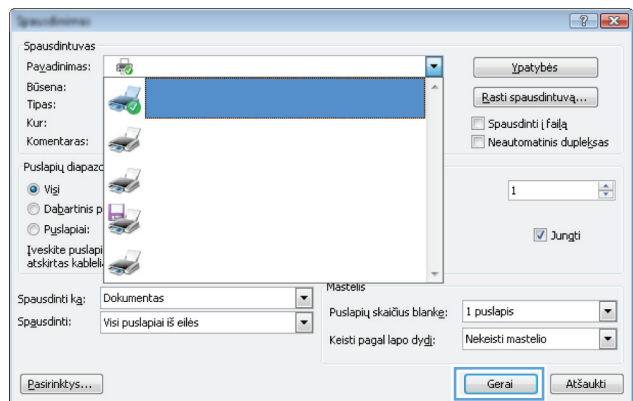 Spausdinimas
Spausdintuvas
Pavadinimas:
Ypatybės
Būsena:
Rasti spausdintuvą...
Tipas:
Kur:
Spausdinti į failą
Komentaras:
Neautomatinis dupleksas
Puslapių diapazo
Visi
1
Dabartinis p
Puslapiai:
Jungti
Įveskite puslapi
atskirtas kableli
Mastelis
Spausdinti ką: Dokumentas
Puslapių skaičius blanke: 1 puslapis
Spausdinti: Visi puslapiai iš eilės
Keisti pagal lapo dydį: Nekeisti mastelio
Pasirinktys...
Gerai
Atšaukti